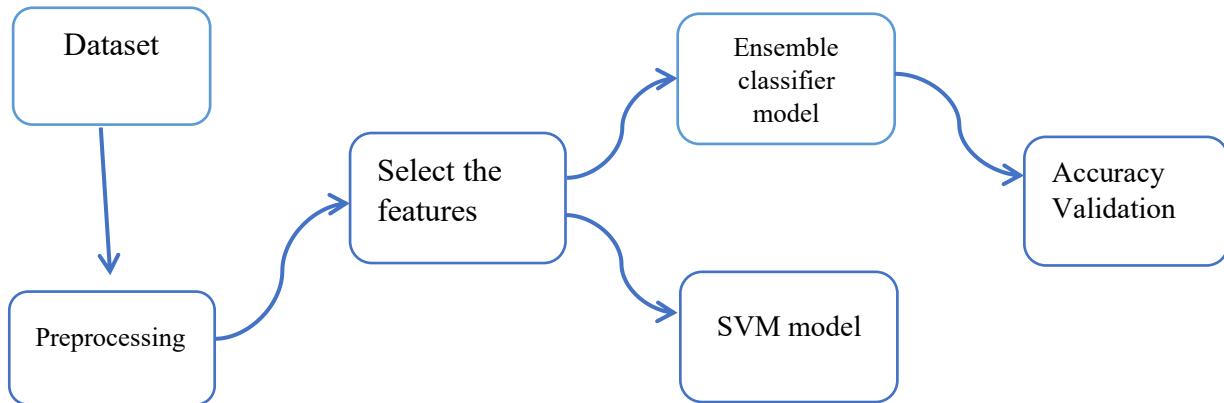 Dataset
Preprocessing
Select the
features
Ensemble
classifier
model
SVM model
Accuracy
Validation